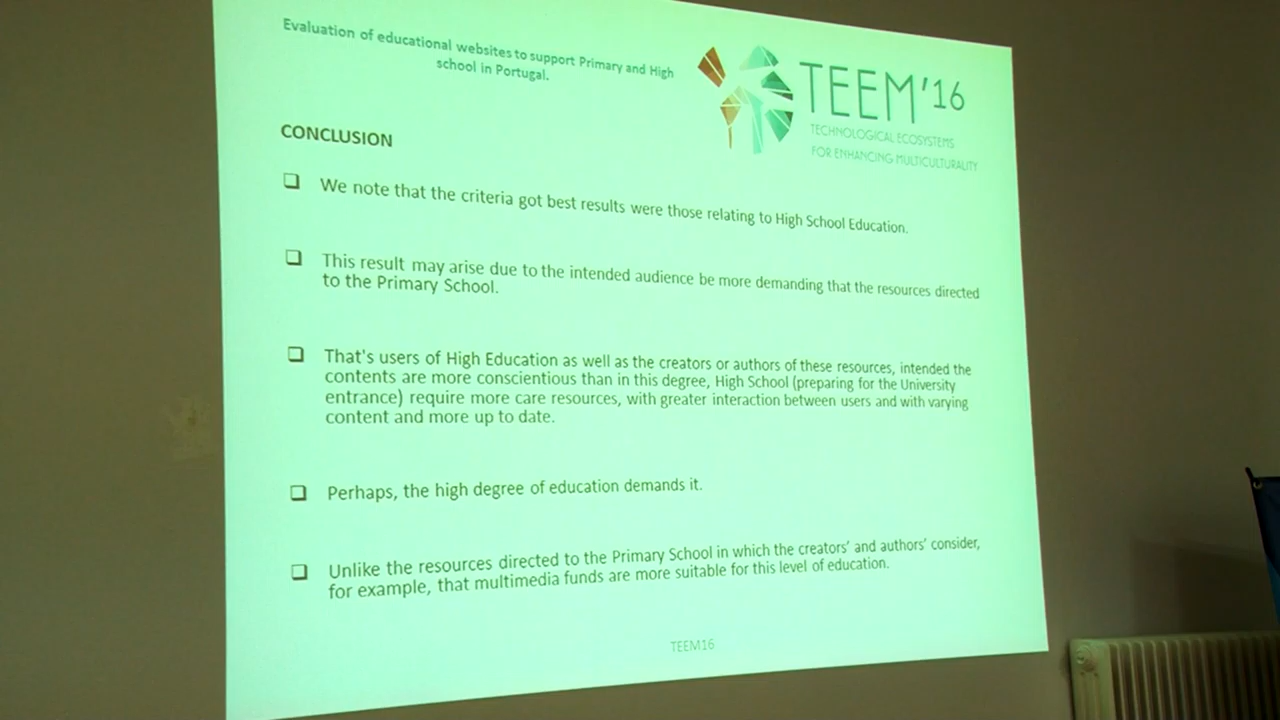 Evaluation of educational websites to support Primary and High
school in Portugal.
TEEM'16
TECHNOLOGICAL ECOSYSTEMS
FOR ENHANCING MULTICULTURALITY
CONCLUSION
We note that the criteria got best results were those relating to High School Education.
This result may arise due to the intended audience be more demanding that the resources directed
to the Primary School.
That's users of High Education as well as the creators or authors of these resources, intended the
contents are more conscientious than in this degree, High School (preparing for the University
entrance) require more care resources, with greater interaction between users and with varying
content and more up to date.
Perhaps, the high degree of education demands it.
Unlike the resources directed to the Primary School in which the creators' and authors' consider,
for example, that multimedia funds are more suitable for this level of education.
TEEM16